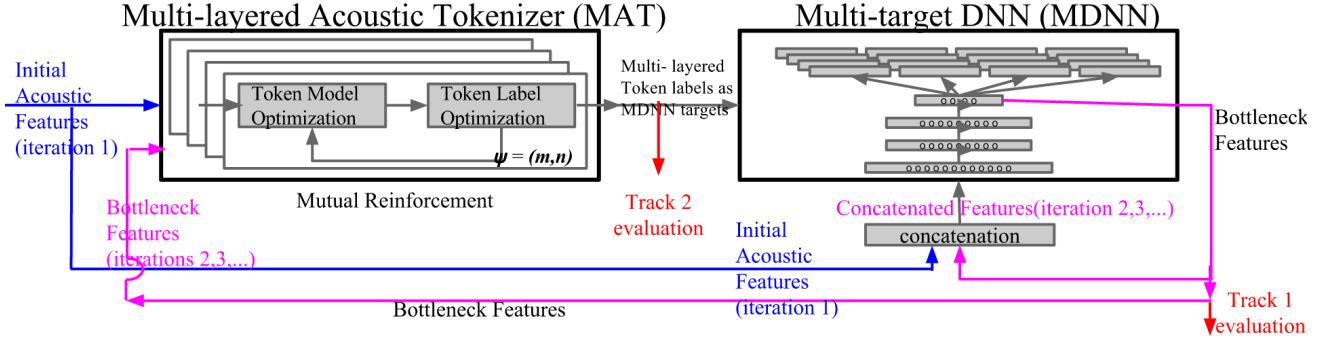 Multi-layered Acoustic Tokenizer (MAT)
Multi-target DNN (MDNN)
Initial
Acoustic
Features
(iteration 1)
Token Model
Optimization
Token Label
Optimization
ψ = (m,n)
Multi- layered
Token labels as
MDNN targets
Bottleneck
Features
Mutual Reinforcement
Bottleneck
Features
(iterations 2,3,...)
Track 2
evaluation
Concatenated Features(iteration 2,3,...)
concatenation
Initial
Acoustic
Features
(iteration 1)
Bottleneck Features
Track 1
evaluation